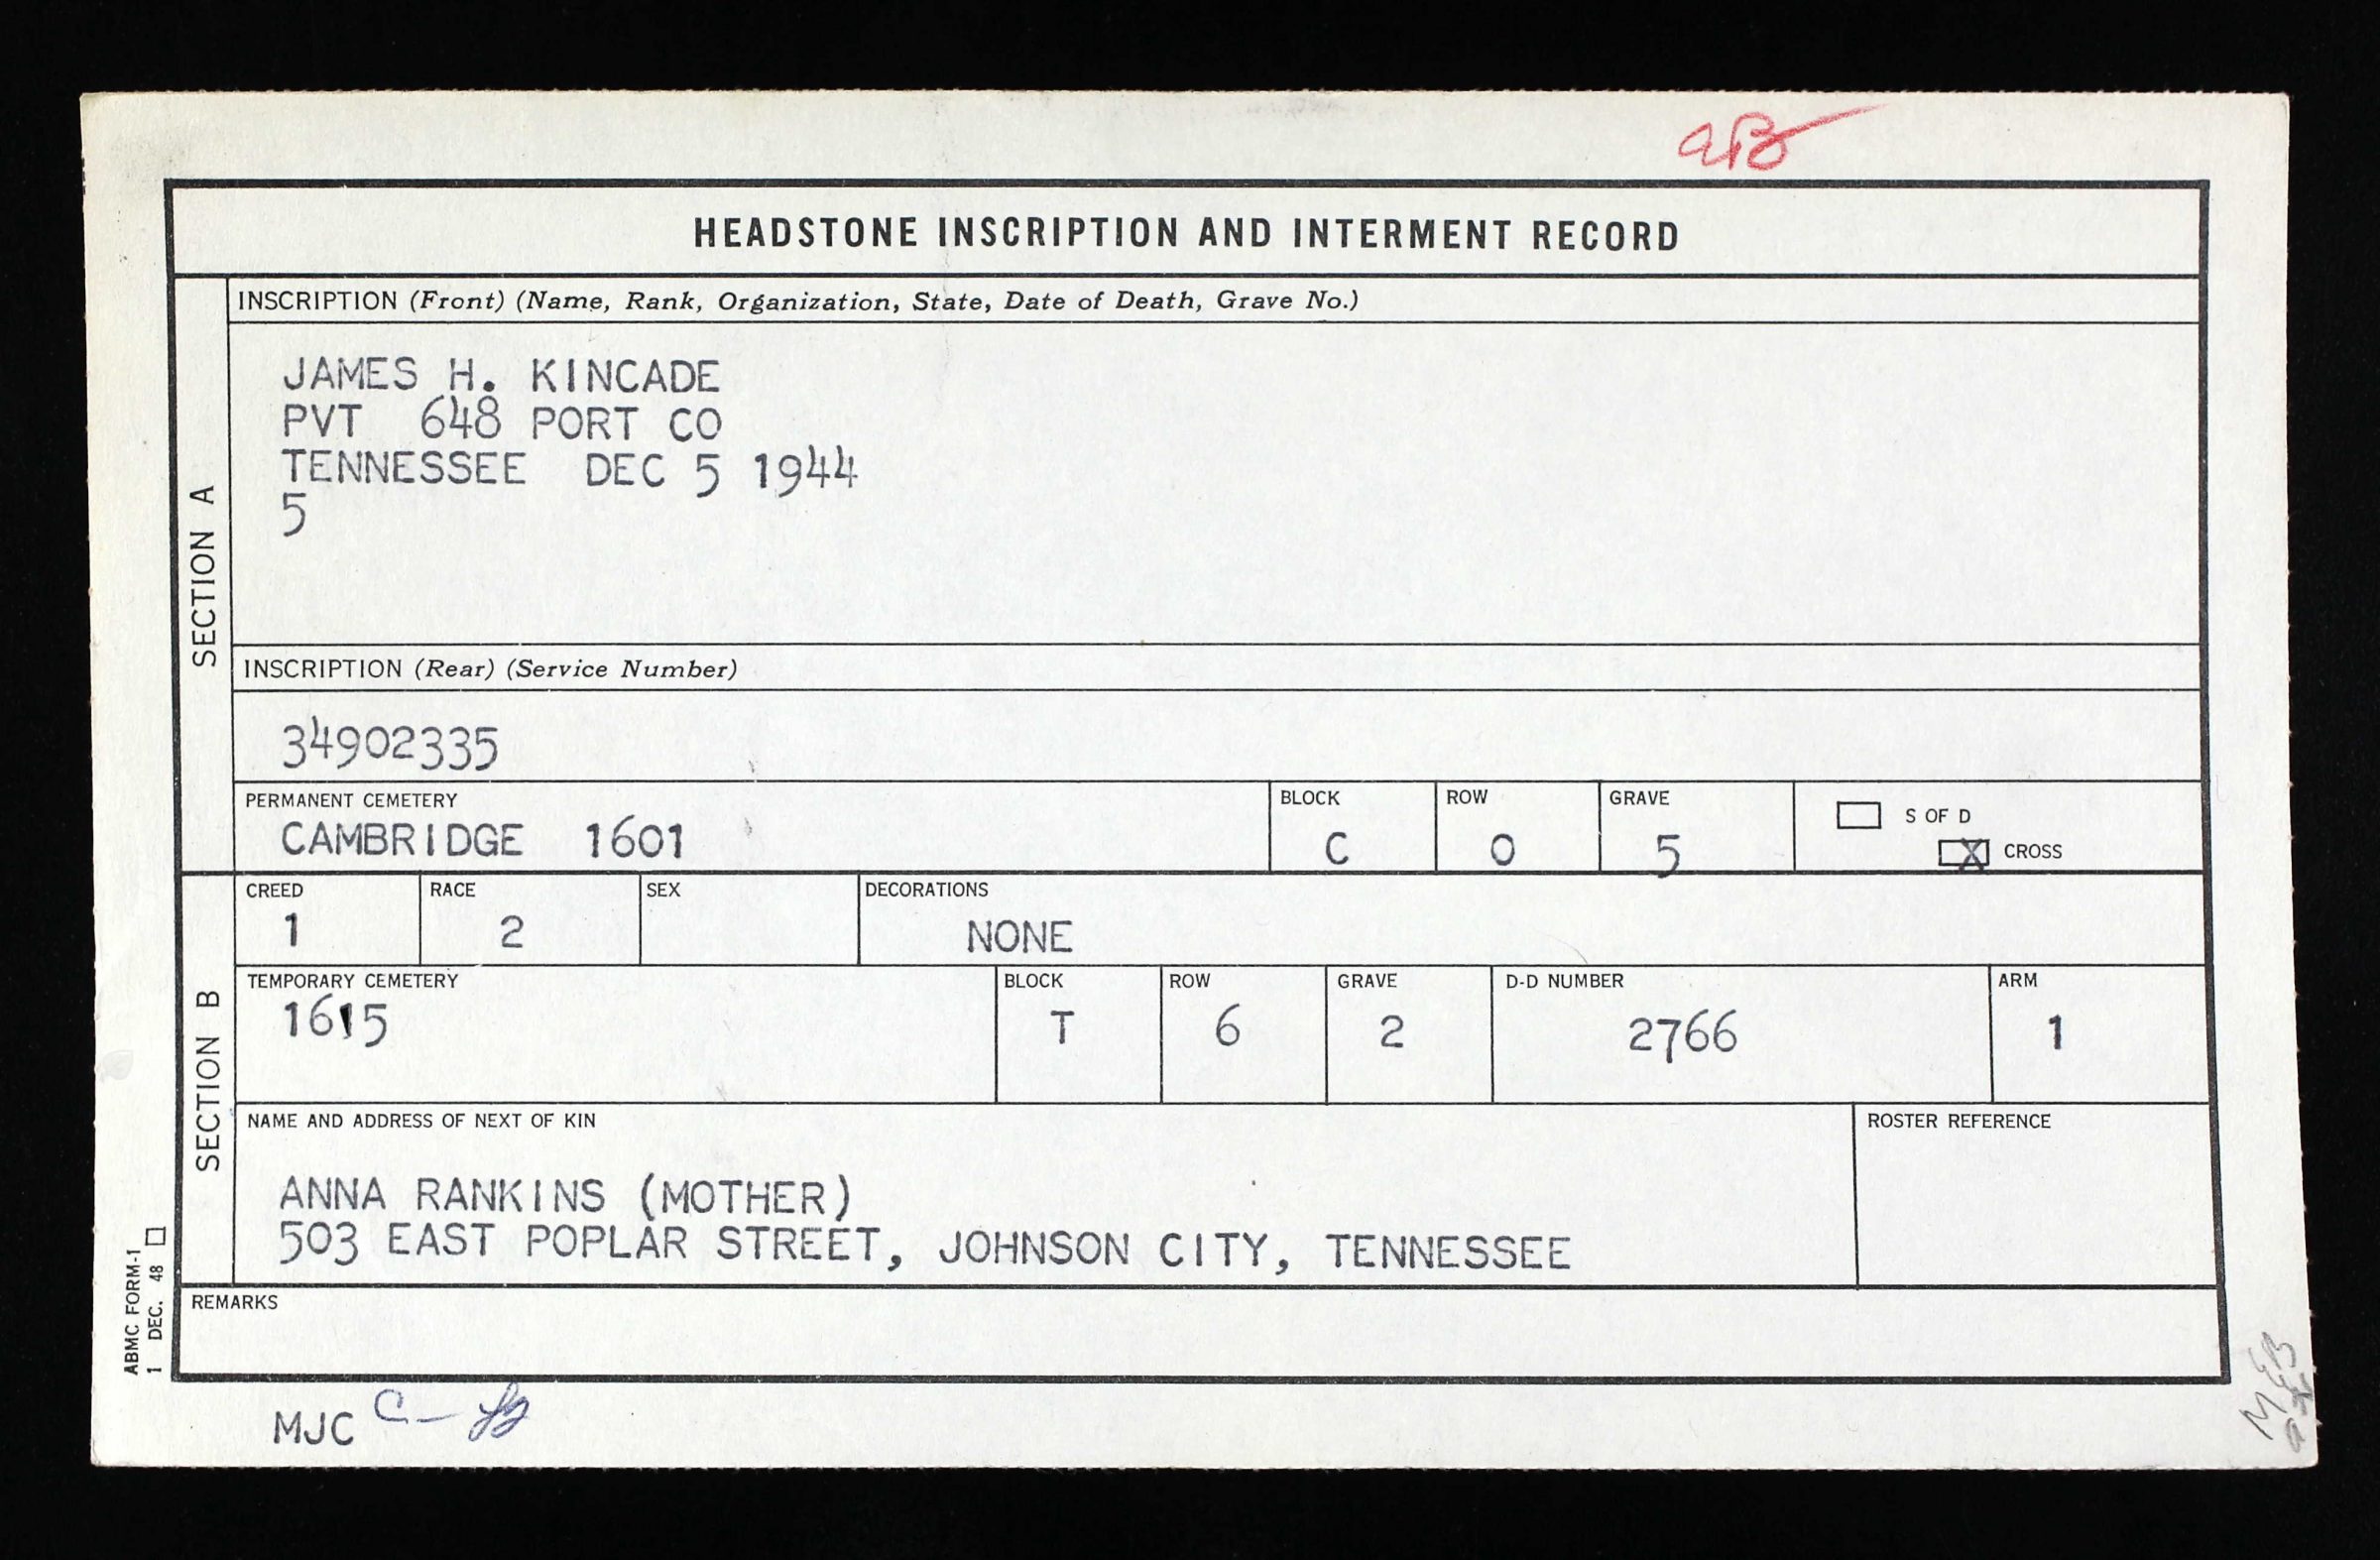 HEADSTONE INSCRIPTION AND INTERMENT RECORD
SECTION A
INSCRIPTION (Front) (Name, Rank, Organization, State, Date of Death, Grave No.)
JAMES H. KINCADE
PVT 648 PORT CO
TENNESSEE DEC 5 1944
5
INSCRIPTION (Rear) (Service Number)
34902335
PERMANENT CEMETERY BLOCK ROW GRAVE S OF D
CAMBRIDGE 1601 C 0 5 X CROSS
SECTION B
CREED RACE SEX DECORATIONS
1 2 NONE
TEMPORARY CEMETERY BLOCK ROW GRAVE D-D NUMBER ARM
1615 T 6 2 2766 1
NAME AND ADDRESS OF NEXT OF KIN ROSTER REFERENCE
ANNA RANKINS (MOTHER)
503 EAST POPLAR STREET, JOHNSON CITY, TENNESSEE
REMARKS
ABMC FORM-1
1 DEC. 48
MJC